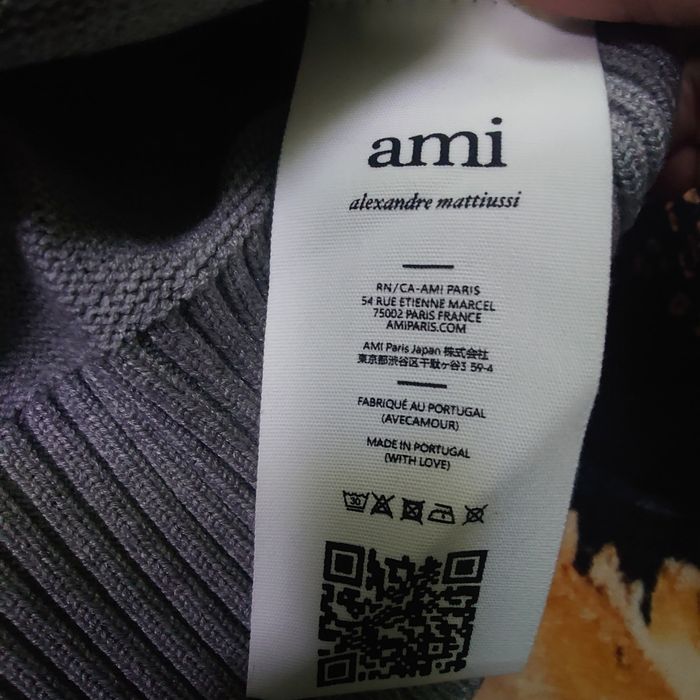 ami
alexandre mattiussi
RN/CA-AMI PARIS
54 RUE ETIENNE MARCEL
75002 PARIS FRANCE
AMIPARIS.COM
AMI Paris Japan 株式会社
東京都渋谷区千駄ヶ谷3 59-4
FABRIQUÉ AU PORTUGAL
(AVECAMOUR)
MADE IN PORTUGAL
(WITH LOVE)
30